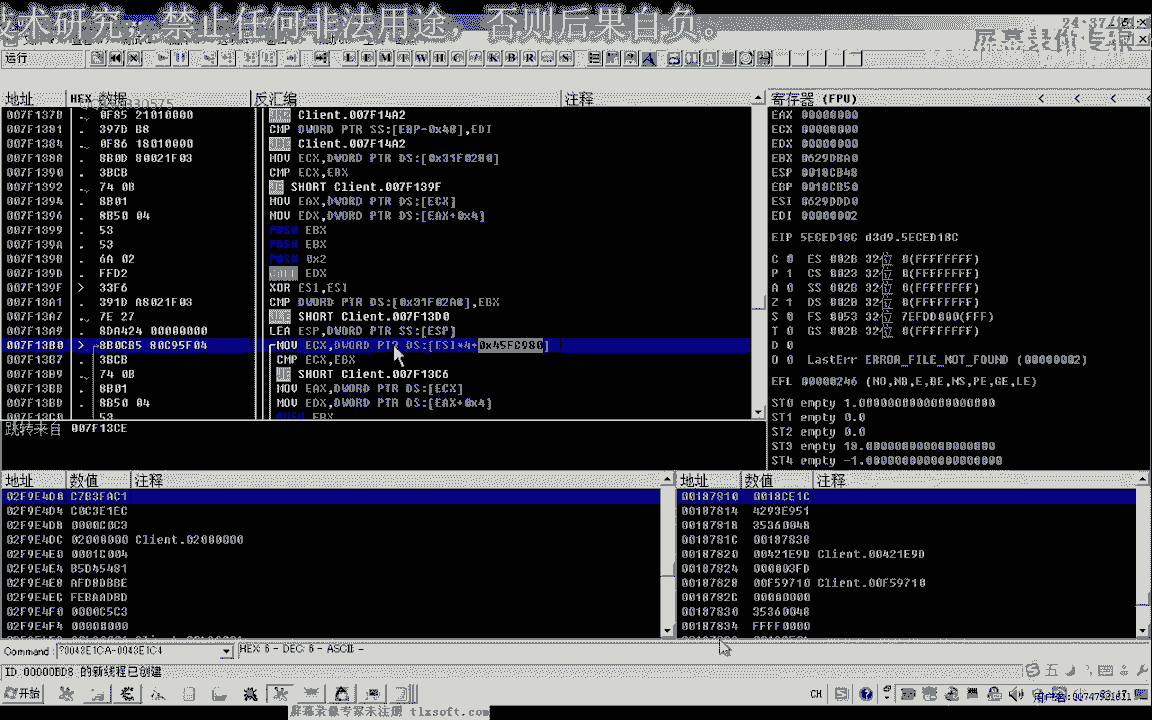 术研究，禁止任何非法用途，否则后果自负。
运行 L E M T W H C / K B R ... S
地址 HEX 数据 反汇编 注释
007F137B . 0F85 21010000 Client.007F14A2
007F1381 . 397D B8 CMP DWORD PTR SS:[EBP-0x48],EDI
007F1384 . 0F86 18010000 Client.007F14A2
007F138A . 8B0D 80021F03 MOV ECX,DWORD PTR DS:[0x31F0280]
007F1390 . 3BCB CMP ECX,EBX
007F1392 . 74 0B JE SHORT Client.007F139F
007F1394 . 8B01 MOV EAX,DWORD PTR DS:[ECX]
007F1396 . 8B50 04 MOV EDX,DWORD PTR DS:[EAX+0x4]
007F1399 . 53 PUSH EBX
007F139A . 53 PUSH EBX
007F139B . 6A 02 PUSH 0x2
007F139D . FFD2 CALL EDX
007F139F > 33F6 XOR ESI,ESI
007F13A1 . 391D A8021F03 CMP DWORD PTR DS:[0x31F02A8],EBX
007F13A7 . 7E 27 SHORT Client.007F13D0
007F13A9 . 8DA424 00000000 LEA ESP,DWORD PTR SS:[ESP]
007F13B0 > 8B0CB5 80C95F04 MOV ECX,DWORD PTR DS:[ESI*4+0x45FC980]
007F13B7 . 3BCB CMP ECX,EBX
007F13B9 . 74 0B JE SHORT Client.007F13C6
007F13BB . 8B01 MOV EAX,DWORD PTR DS:[ECX]
007F13BD . 8B50 04 MOV EDX,DWORD PTR DS:[EAX+0x4]
007F13C0 . 53 PUSH EBX
跳转来自 007F13CE
寄存器 (FPU) < < < <
EAX 00000000
ECX 00000000
EDX 00000000
EBX 0629DBA0
ESP 0018CB48
EBP 0018CB50
ESI 0629DDD0
EDI 00000002
EIP 5ECED18C d3d9.5ECED18C
C 0 ES 002B 32位 0(FFFFFFFF)
P 1 CS 0023 32位 0(FFFFFFFF)
A 0 SS 002B 32位 0(FFFFFFFF)
Z 1 DS 002B 32位 0(FFFFFFFF)
S 0 FS 0053 32位 7EFDD000(FFF)
T 0 GS 002B 32位 0(FFFFFFFF)
D 0
O 0 LastErr ERROR_FILE_NOT_FOUND (00000002)
EFL 00000246 (NO,NB,E,BE,NS,PE,GE,LE)
ST0 empty 1.0000000000000000000
ST1 empty 0.0
ST2 empty 0.0
ST3 empty 18.000000000000000000
ST4 empty -1.0000000000000000000
地址 数值 注释
02F9E4D0 C7B3FAC1
02F9E4D4 C0C3E1EC
02F9E4D8 0000C0C3
02F9E4DC 02000000 Client.02000000
02F9E4E0 0001C004
02F9E4E4 B5D45481
02F9E4E8 AFD8DBBE
02F9E4EC FEBAADBD
02F9E4F0 0000C5C3
02F9E4F4 00008000
地址 数值 注释
00187810 0018CE1C
00187814 4293E951
00187818 35360048
0018781C 00187838
00187820 00421E9D Client.00421E9D
00187824 000003FD
00187828 00F59710 Client.00F59710
0018782C 00000000
00187830 35360048
00187834 FFFF0000
Command : ?0043E1CA-0043E1C4 HEX: 6 - DEC: 6 - ASCII: -
ID 00000BD8 的新线程已创建
开始 CH 五
屏幕录像专家未注册 tlxsoft.com